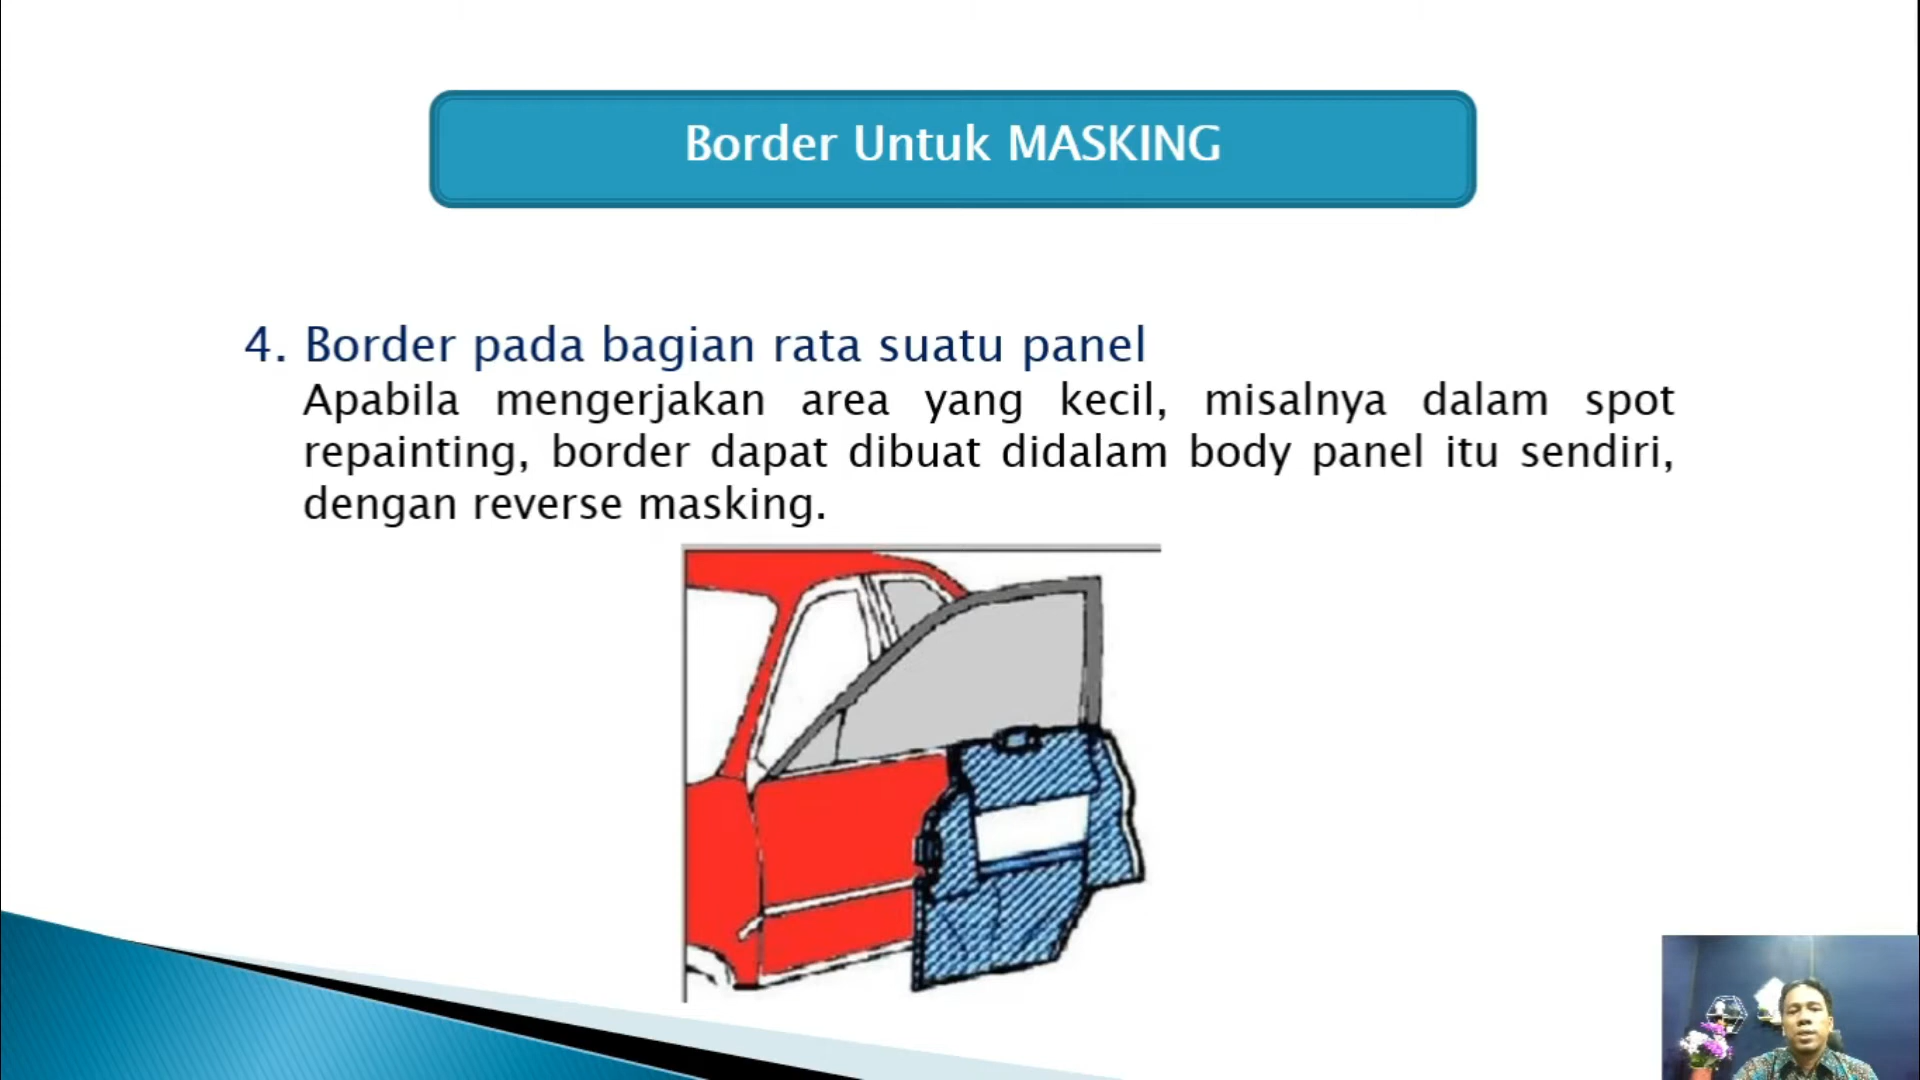 Border Untuk MASKING
4. Border pada bagian rata suatu panel
Apabila mengerjakan area yang kecil, misalnya dalam spot
repainting, border dapat dibuat didalam body panel itu sendiri,
dengan reverse masking.